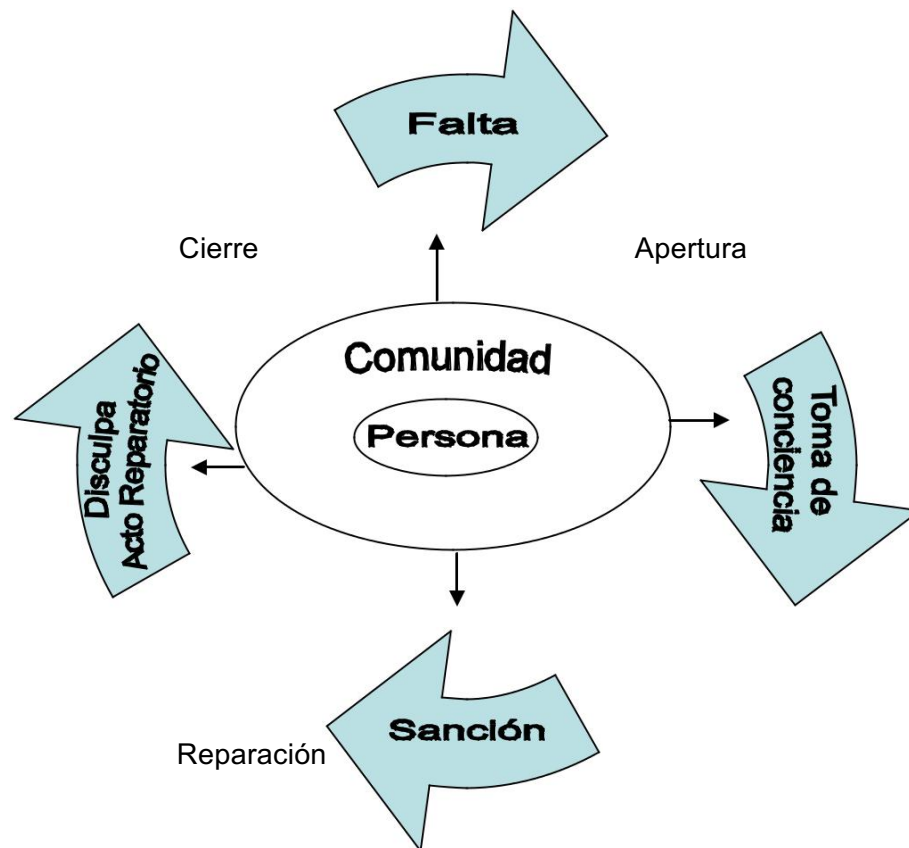 Falta
Cierre
Apertura
Comunidad
Persona
Toma de
conciencia
Disculpa
Acto Reparatorio
Sanción
Reparación